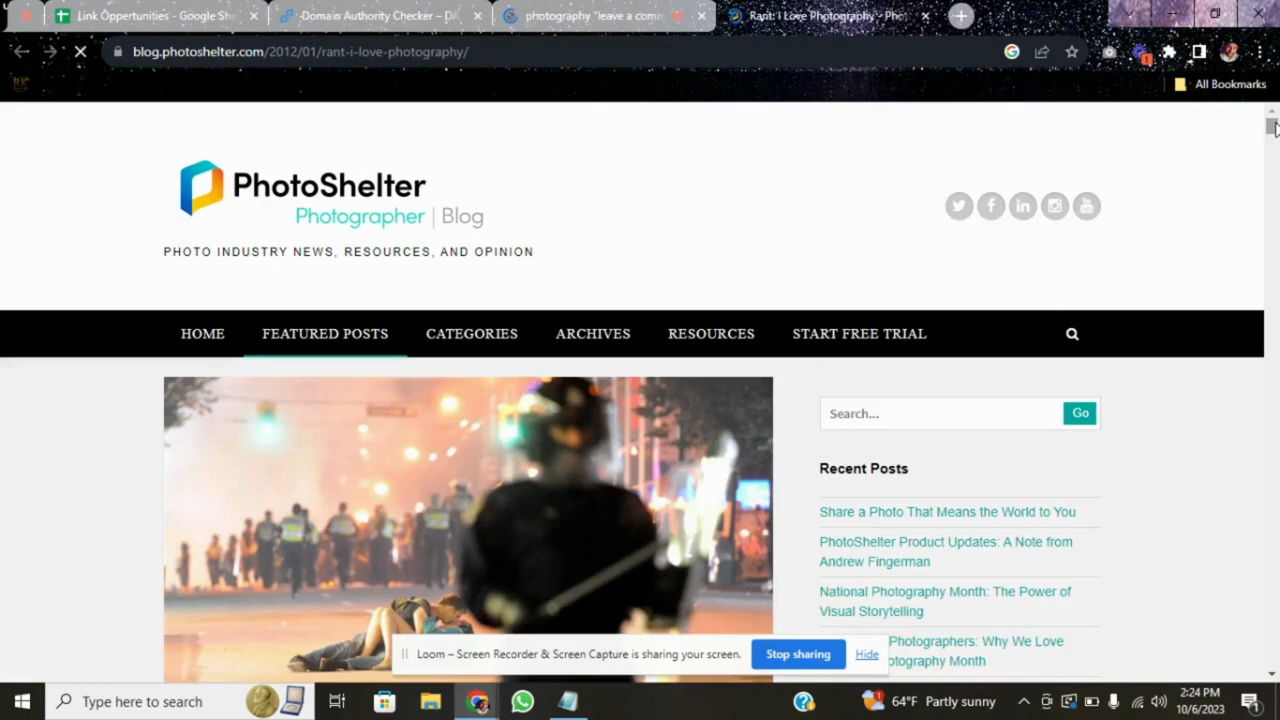 Link Opportunities - Google She
Domain Authority Checker – DA
photography "leave a com
Rant: I Love Photography - Pho
blog.photoshelter.com/2012/01/rant-i-love-photography/
1
RK
All Bookmarks
PhotoShelter
Photographer | Blog
PHOTO INDUSTRY NEWS, RESOURCES, AND OPINION
HOME
FEATURED POSTS
CATEGORIES
ARCHIVES
RESOURCES
START FREE TRIAL
Search...
Go
Recent Posts
Share a Photo That Means the World to You
PhotoShelter Product Updates: A Note from
Andrew Fingerman
National Photography Month: The Power of
Visual Storytelling
Photographers: Why We Love
otography Month
Loom – Screen Recorder & Screen Capture is sharing your screen.
Stop sharing
Hide
Type here to search
64°F Partly sunny
2:24 PM
10/6/2023
1